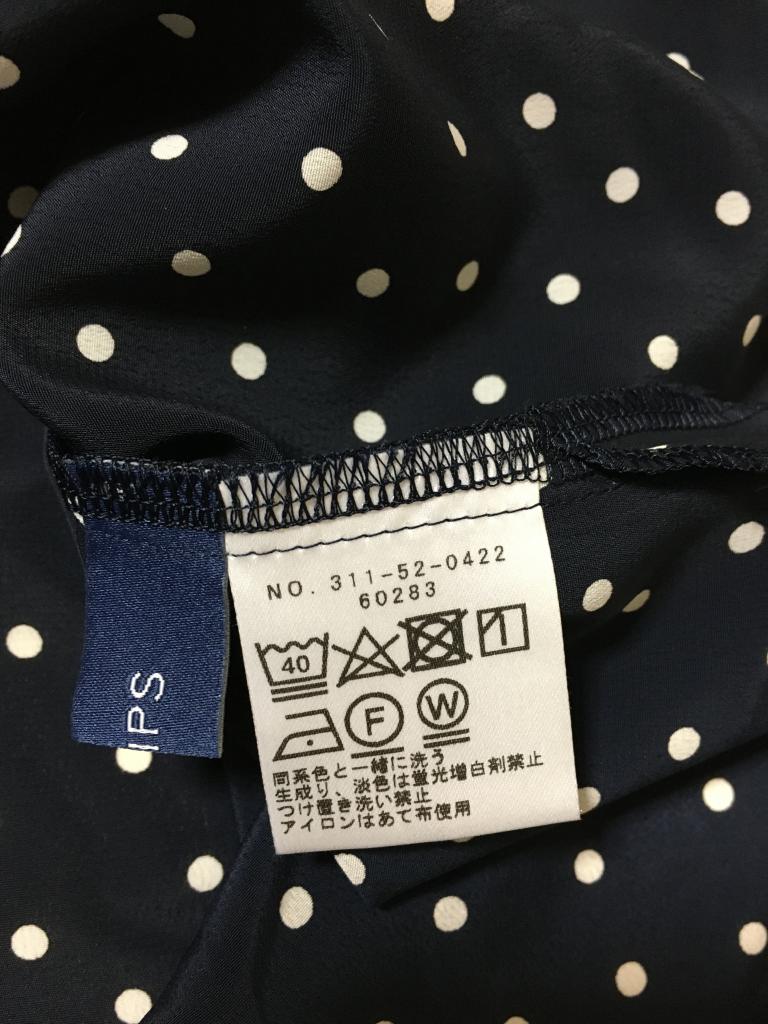 NO. 311-52-0422
60283
40
F
W
同系色と一緒に洗う
生成り、淡色は蛍光増白剤禁止
つけ置き洗い禁止
アイロンはあて布使用
IPS